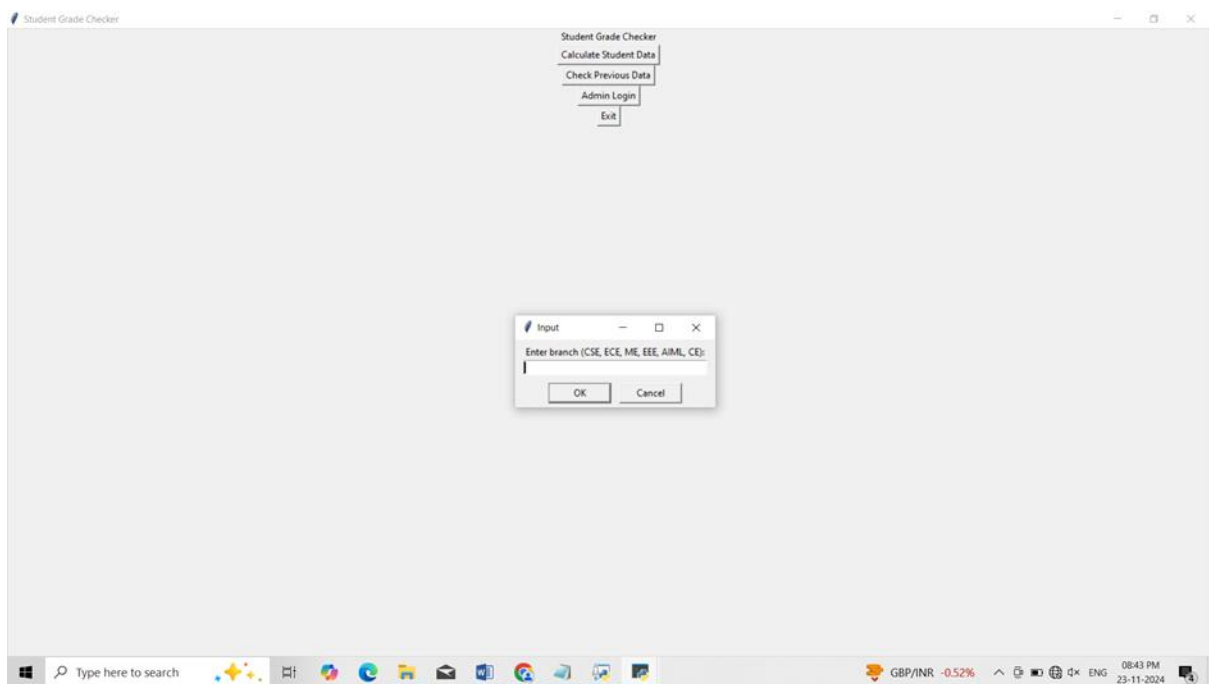 Student Grade Checker
Student Grade Checker
Calculate Student Data
Check Previous Data
Admin Login
Exit
Input
Enter branch (CSE, ECE, ME, EEE, AIML, CE):
OK
Cancel
Type here to search
GBP/INR -0.52%
ENG
08:43 PM
23-11-2024
4